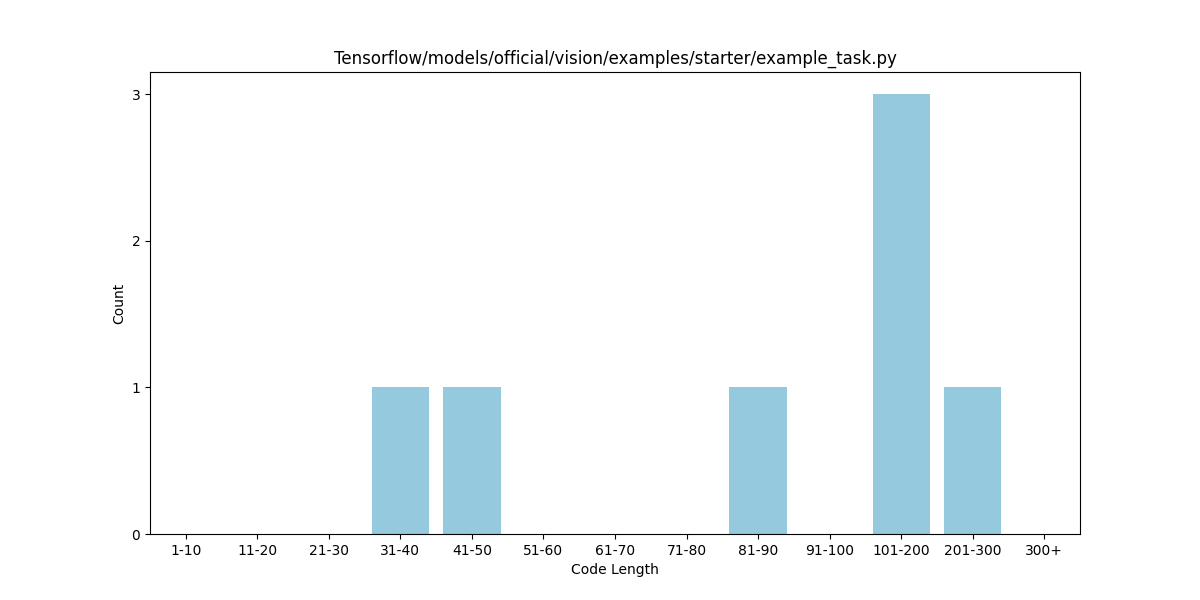 Tensorflow/models/official/vision/examples/starter/example_task.py
3
2
1
0
Count
1-10 11-20 21-30 31-40 41-50 51-60 61-70 71-80 81-90 91-100 101-200 201-300 300+
Code Length